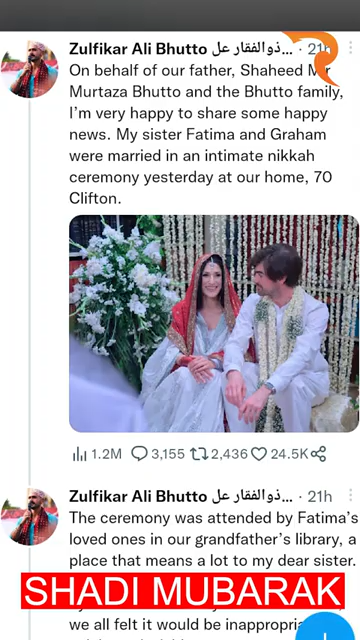 Zulfikar Ali Bhutto ذوالفقار عل... · 21h
On behalf of our father, Shaheed Mir
Murtaza Bhutto and the Bhutto family,
I'm very happy to share some happy
news. My sister Fatima and Graham
were married in an intimate nikkah
ceremony yesterday at our home, 70
Clifton.
1.2M 3,155 2,436 24.5K
Zulfikar Ali Bhutto ذوالفقار عل... · 21h
The ceremony was attended by Fatima's
loved ones in our grandfather's library, a
place that means a lot to my dear sister.
SHADI MUBARAK
we all felt it would be